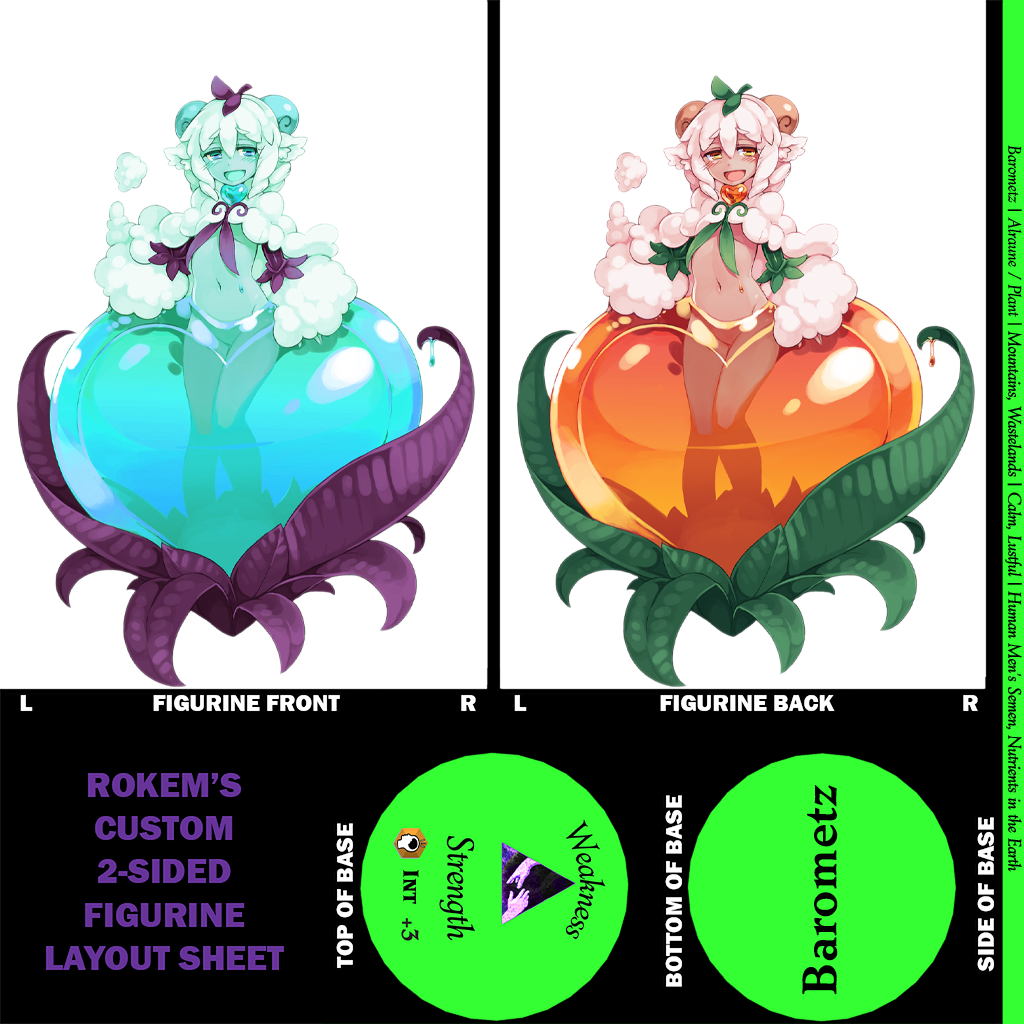 L
FIGURINE FRONT
R
L
FIGURINE BACK
R
ROKEM'S
CUSTOM
2-SIDED
FIGURINE
LAYOUT SHEET
TOP OF BASE
INT +3
Strength
Weakness
BOTTOM OF BASE
Barometz
SIDE OF BASE
Barometz | Alraune / Plant | Mountains, Wastelands | Calm, Lustful | Human Men's Semen, Nutrients in the Earth